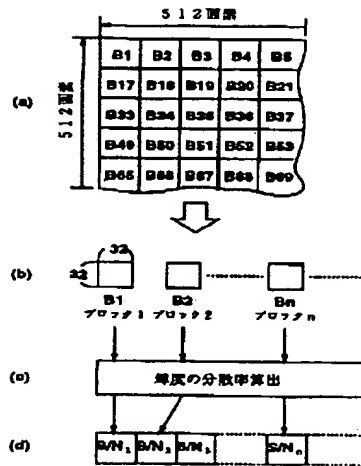 512画素
B1 B2 B3 B4 B5
B17 B18 B19 B20 B21
(a)
512画素
B33 B34 B35 B36 B37
B49 B50 B51 B52 B53
B65 B66 B67 B68 B69
32
(b)
32
B1 B2 Bn
ブロック1 ブロック2 ブロックn
(c)
輝度の分散率算出
(d)
S/N₁ S/N₂ S/N₃ S/Nₙ